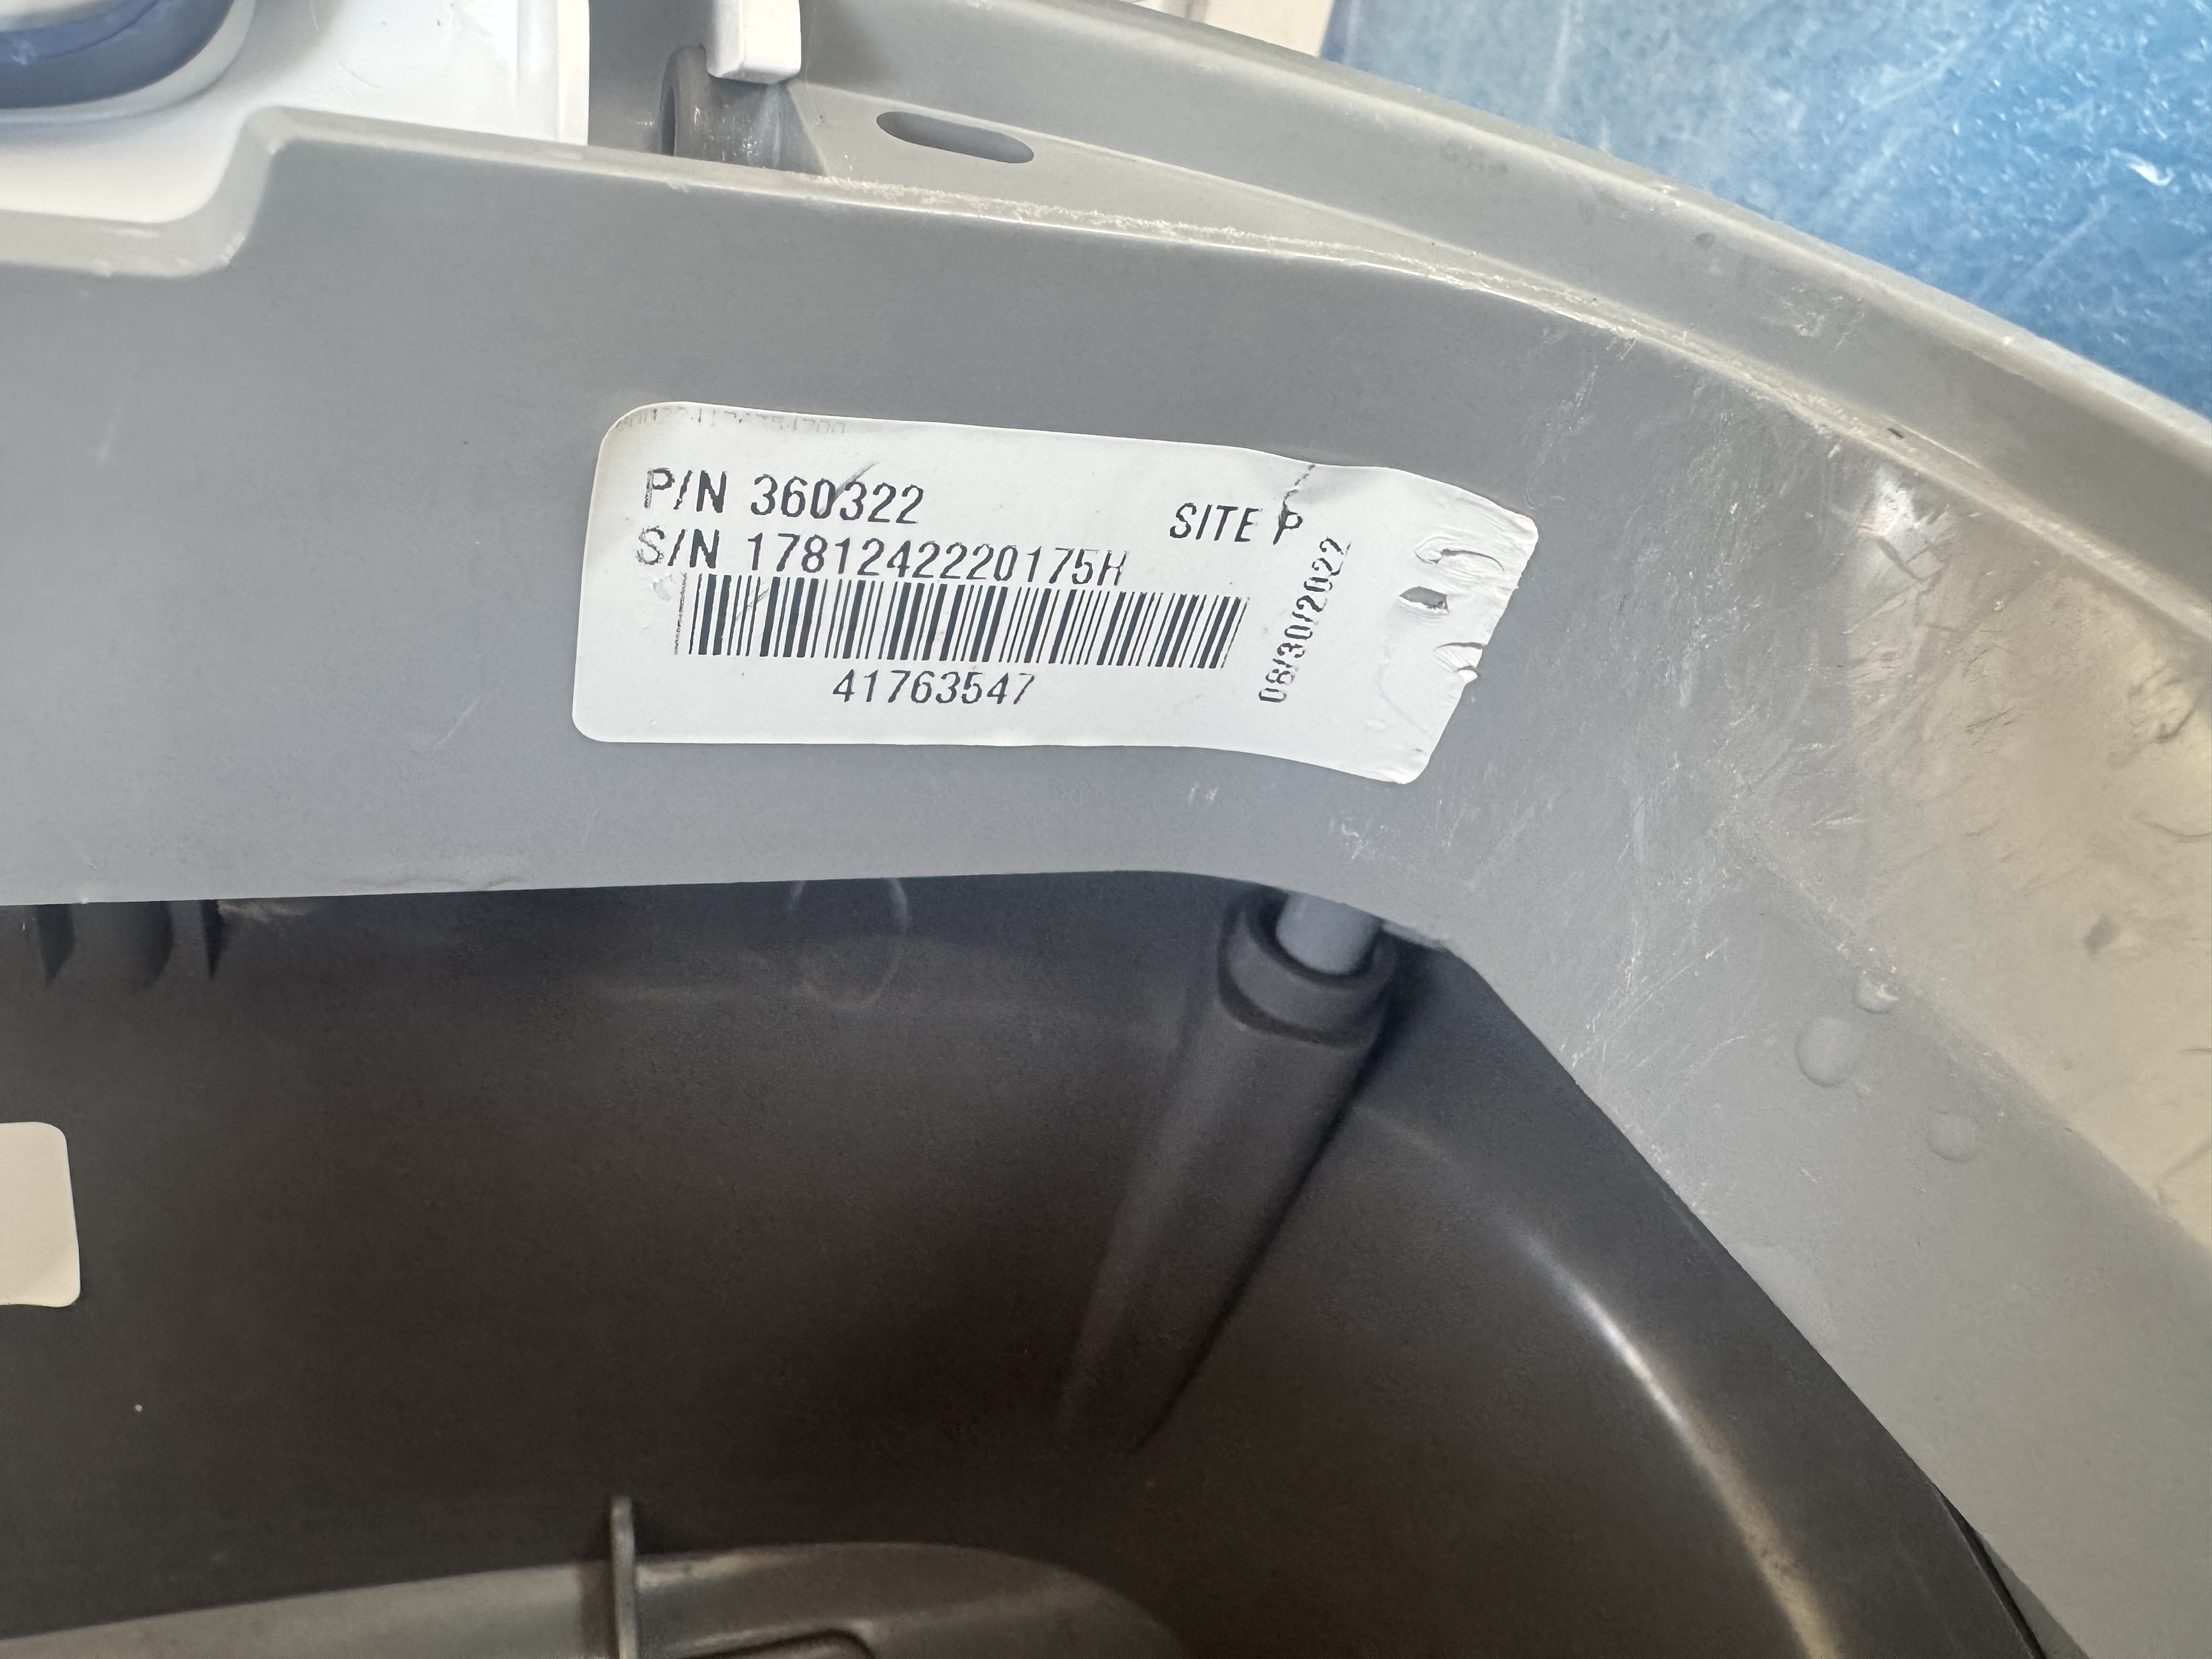 P/N 360322
SITE P
S/N 1781242220175H
08/30/2022
41763547